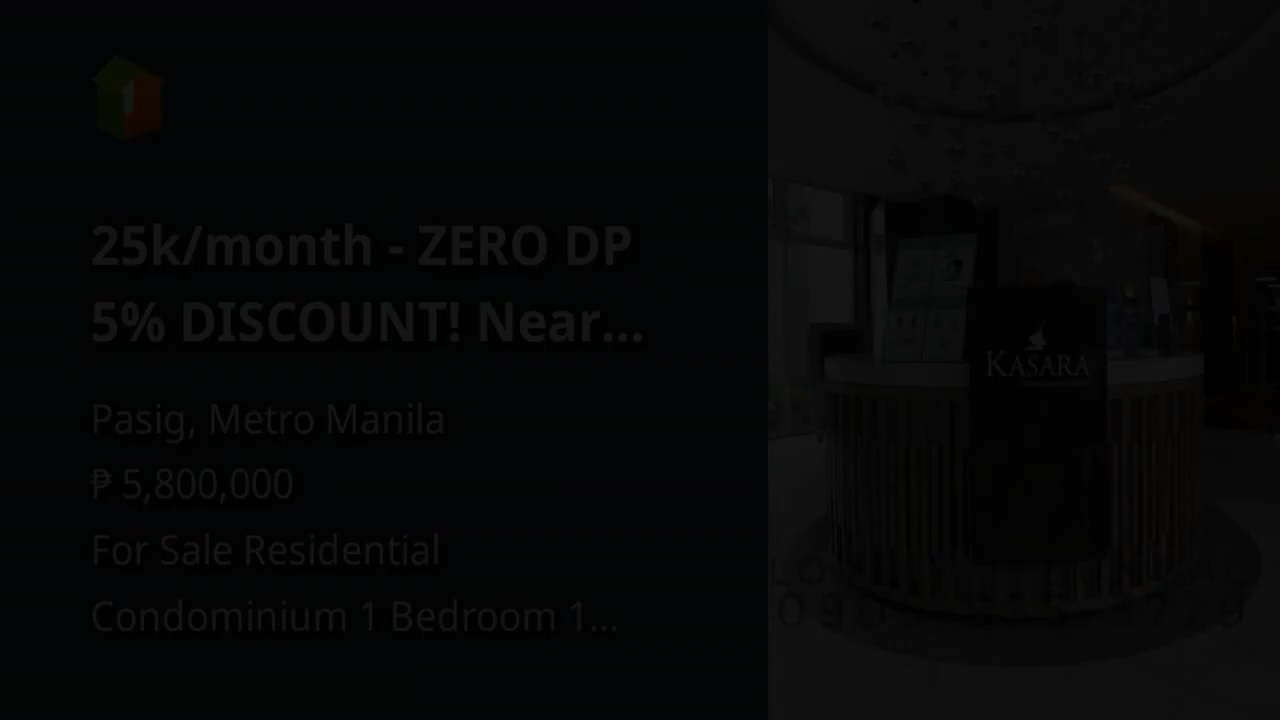 25k/month - ZERO DP
5% DISCOUNT! Near...
Pasig, Metro Manila
₱ 5,800,000
For Sale Residential
Condominium 1 Bedroom 1...
KASARA